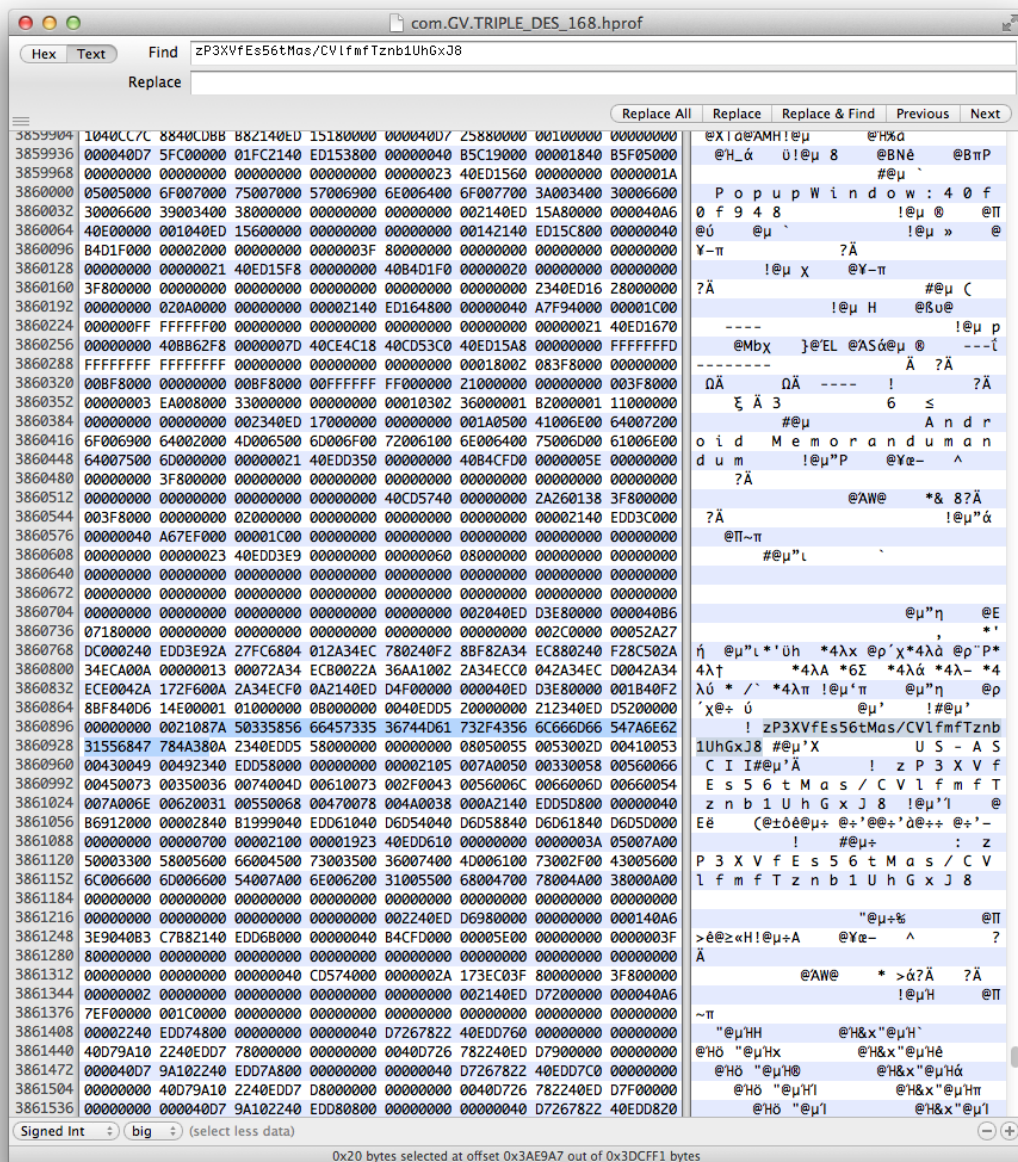 com.GV.TRIPLE_DES_168.hprof
Hex Text Find zP3XVfEs56tMas/CVlfmfTznb1UhGxJ8
Replace
Replace All Replace Replace & Find Previous Next
3859904 1040CC7C 8840CDBB B82140ED 15180000 000040D7 25880000 00100000 00000000
3859936 000040D7 5FC00000 01FC2140 ED153800 00000040 B5C19000 00001840 B5F05000
3859968 00000000 00000000 00000000 00000000 00000023 40ED1560 00000000 0000001A #@μ `
3860000 05005000 6F007000 75007000 57006900 6E006400 6F007700 3A003400 30006600 P o p u p W i n d o w : 4 0 f
3860032 30006600 39003400 38000000 00000000 00000000 002140ED 15A80000 000040A6 0 f 9 4 8 !@μ ® @Π
3860064 40E00000 001040ED 15600000 00000000 00000000 00142140 ED15C800 00000040 @ú @μ ` !@μ » @
3860096 B4D1F000 00002000 00000000 0000003F 80000000 00000000 00000000 00000000 ¥–π ?Ä
3860128 00000000 00000021 40ED15F8 00000000 40B4D1F0 00000020 00000000 00000000 !@μ χ @¥–π
3860160 3F800000 00000000 00000000 00000000 00000000 00000000 2340ED16 28000000 ?Ä #@μ (
3860192 00000000 020A0000 00000000 00002140 ED164800 00000040 A7F94000 00001C00 !@μ H @ßυ@
3860224 000000FF FFFFFF00 00000000 00000000 00000000 00000000 00000021 40ED1670 ---- !@μ p
3860256 00000000 40BB62F8 0000007D 40CE4C18 40CD53C0 40ED15A8 00000000 FFFFFFFD
3860288 FFFFFFFF FFFFFFFF 00000000 00000000 00000000 00000000 00018002 083F8000 -------- Ä ?Ä
3860320 00BF8000 00000000 00BF8000 00FFFFFF FF000000 21000000 00000000 003F8000 ΩÄ ΩÄ ---- ! ?Ä
3860352 00000003 EA008000 33000000 00000000 00010302 36000001 B2000001 11000000 ξ Ä 3 6 ≤
3860384 00000000 00000000 002340ED 17000000 00000000 001A0500 41006E00 64007200 #@μ A n d r
3860416 6F006900 64002000 4D006500 6D006F00 72006100 6E006400 75006D00 61006E00 o i d M e m o r a n d u m a n
3860448 64007500 6D000000 00000021 40EDD350 00000000 40B4CFD0 0000005E 00000000 d u m !@μ”P @¥œ– ^
3860480 00000000 3F800000 00000000 00000000 00000000 00000000 00000000 00000000 ?Ä
3860512 00000000 00000000 00000000 00000000 40CD5740 00000000 2A260138 3F800000 @ΆW@ *& 8?Ä
3860544 003F8000 00000000 02000000 00000000 00000000 00000000 00002140 EDD3C000 ?Ä !@μ”ά
3860576 00000040 A67EF000 00001C00 00000000 00000000 00000000 00000000 00000000 @Π~π
3860608 00000000 00000023 40EDD3E9 00000000 00000060 08000000 00000000 00000000 #@μ”ι `
3860640 00000000 00000000 00000000 00000000 00000000 00000000 00000000 00000000
3860672 00000000 00000000 00000000 00000000 00000000 00000000 00000000 00000000
3860704 00000000 00000000 00000000 00000000 00000000 002040ED D3E80000 000040B6 @μ”η @Ε
3860736 07180000 00000000 00000000 00000000 00000000 002C0000 00052A27 , *'
3860768 DC000240 EDD3E92A 27FC6804 012A34EC 780240F2 8BF82A34 EC880240 F28C502A
3860800 34ECA00A 00000013 00072A34 ECB0022A 36AA1002 2A34ECC0 042A34EC D0042A34
3860832 ECE0042A 172F600A 2A34ECF0 0A2140ED D4F00000 000040ED D3E80000 001B40F2
3860864 8BF840D6 14E00001 01000000 0B000000 0040EDD5 20000000 212340ED D5200000
3860896 00000000 0021087A 50335856 66457335 36744D61 732F4356 6C666D66 547A6E62 ! zP3XVfEs56tMas/CVlfmfTznb
3860928 31556847 784A380A 2340EDD5 58000000 00000000 08050055 0053002D 00410053 1UhGxJ8 #@μ’X U S - A S
3860960 00430049 00492340 EDD58000 00000000 00002105 007A0050 00330058 00560066 C I I#@μ’Ä ! z P 3 X V f
3860992 00450073 00350036 0074004D 00610073 002F0043 0056006C 0066006D 00660054 E s 5 6 t M a s / C V l f m f T
3861024 007A006E 00620031 00550068 00470078 004A0038 000A2140 EDD5D800 00000040 z n b 1 U h G x J 8 !@μ’ @
3861056 B6912000 00002840 B1999040 EDD61040 D6D54040 D6D58840 D6D61840 D6D5D000
3861088 00000000 00000700 00002100 00001923 40EDD610 00000000 0000003A 05007A00 ! #@μ÷ : z
3861120 50003300 58005600 66004500 73003500 36007400 4D006100 73002F00 43005600 P 3 X V f E s 5 6 t M a s / C V
3861152 6C006600 6D006600 54007A00 6E006200 31005500 68004700 78004A00 38000A00 l f m f T z n b 1 U h G x J 8
3861184 00000000 00000000 00000000 00000000 00000000 00000000 00000000 00000000
3861216 00000000 00000000 00000000 00000000 002240ED D6980000 00000000 000140A6
3861248 3E9040B3 C7B82140 EDD6B000 00000040 B4CFD000 00005E00 00000000 0000003F >ê@≥«H!@μ÷Α @¥œ– ^ ?
3861280 80000000 00000000 00000000 00000000 00000000 00000000 00000000 00000000 Ä
3861312 00000000 00000000 00000040 CD574000 0000002A 173EC03F 80000000 3F800000 @ΆW@ * >ά?Ä ?Ä
3861344 00000002 00000000 00000000 00000000 00000000 002140ED D7200000 000040A6 @Π
3861376 7EF00000 001C0000 00000000 00000000 00000000 00000000 00000000 00000000 ~π
3861408 00002240 EDD74800 00000000 00000040 D7267822 40EDD760 00000000 00000000
3861440 40D79A10 2240EDD7 78000000 00000000 0040D726 782240ED D7900000 00000000
3861472 000040D7 9A102240 EDD7A800 00000000 00000040 D7267822 40EDD7C0 00000000
3861504 00000000 40D79A10 2240EDD7 D8000000 00000000 0040D726 782240ED D7F00000
3861536 00000000 000040D7 9A102240 EDD80800 00000000 00000040 D7267822 40EDD820
Signed Int big (select less data)
0x20 bytes selected at offset 0x3AE9A7 out of 0x3DCFF1 bytes